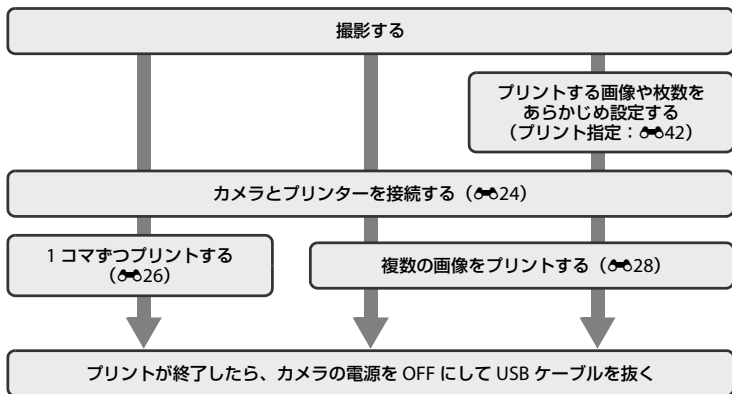 撮影する
プリントする画像や枚数を
あらかじめ設定する
(プリント指定：42)
カメラとプリンターを接続する(24)
1 コマずつプリントする
(26)
複数の画像をプリントする(28)
プリントが終了したら、カメラの電源を OFF にして USB ケーブルを抜く